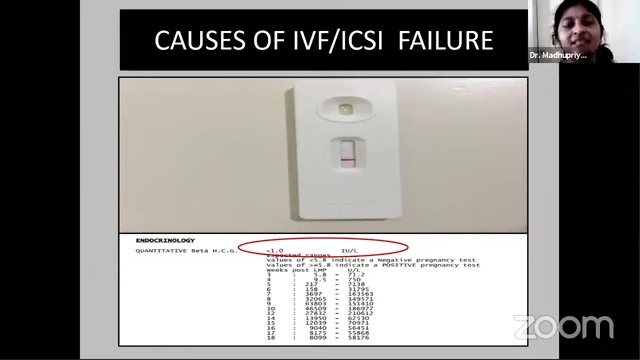 CAUSES OF IVF/ICSI FAILURE
Dr. Madhupriy...
ENDOCRINOLOGY
QUANTITATIVE Beta H.C.G. <1.0 IU/L
Expected ranges
Values of <5.8 indicate a Negative pregnancy test
Values of >=5.8 indicate a POSITIVE pregnancy test
Weeks post LMP U/L
3 : 5.8 - 71.2
4 : 9.5 - 750
5 : 217 - 7138
6 : 158 - 31795
7 : 3697 - 163563
8 : 32065 - 149571
9 : 63803 - 151410
10 : 46509 - 186977
12 : 27832 - 210612
14 : 13950 - 62530
15 : 12039 - 70971
16 : 9040 - 56451
17 : 8175 - 55868
18 : 8099 - 58176
zoom